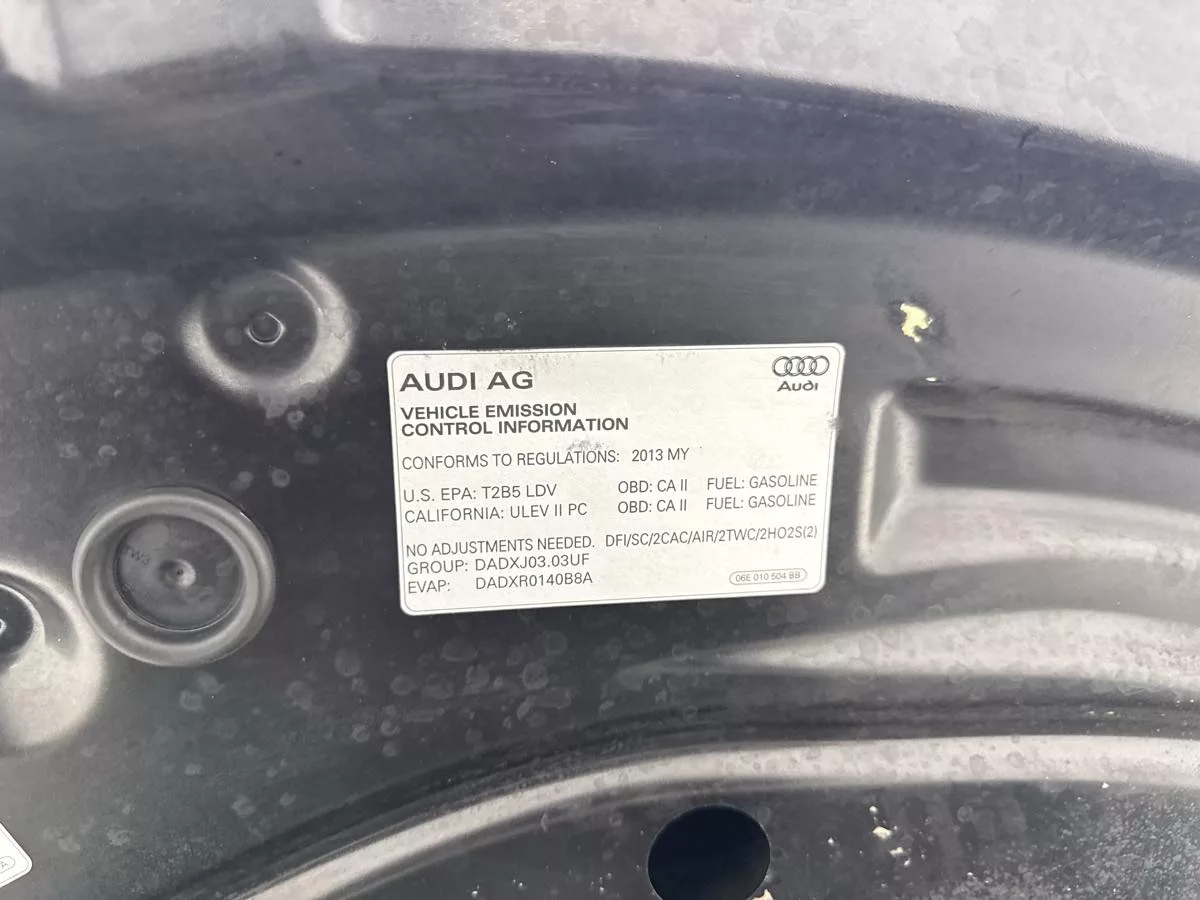 AUDI AG
Audi
VEHICLE EMISSION
CONTROL INFORMATION
CONFORMS TO REGULATIONS: 2013 MY
U.S. EPA: T2B5 LDV OBD: CA II FUEL: GASOLINE
CALIFORNIA: ULEV II PC OBD: CA II FUEL: GASOLINE
NO ADJUSTMENTS NEEDED. DFI/SC/2CAC/AIR/2TWC/2HO2S(2)
GROUP: DADXJ03.03UF
EVAP: DADXR0140B8A
06E 010 504 BB
A